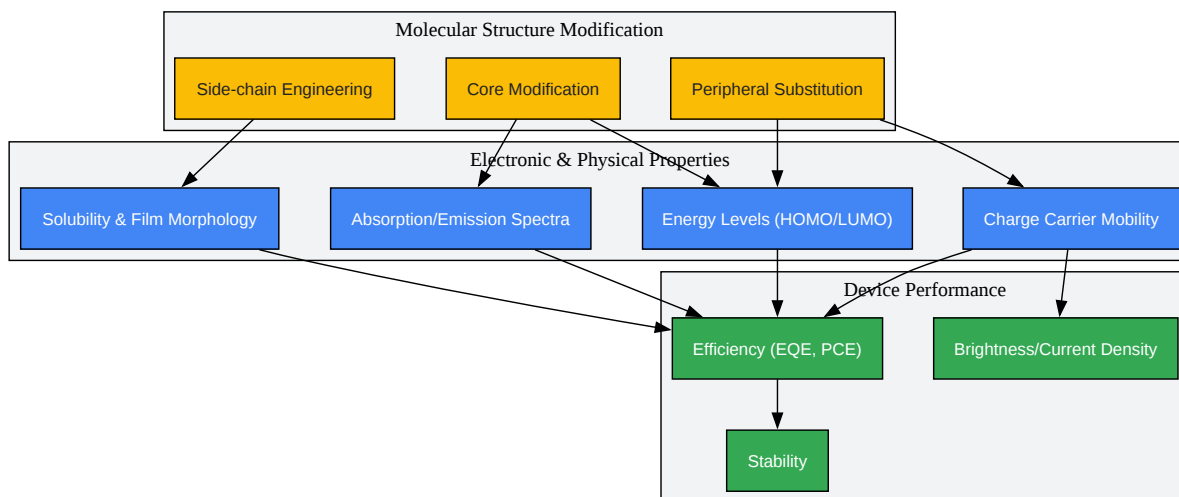 Molecular Structure Modification
Side-chain Engineering
Core Modification
Peripheral Substitution
Electronic & Physical Properties
Solubility & Film Morphology
Absorption/Emission Spectra
Energy Levels (HOMO/LUMO)
Charge Carrier Mobility
Device Performance
Efficiency (EQE, PCE)
Brightness/Current Density
Stability